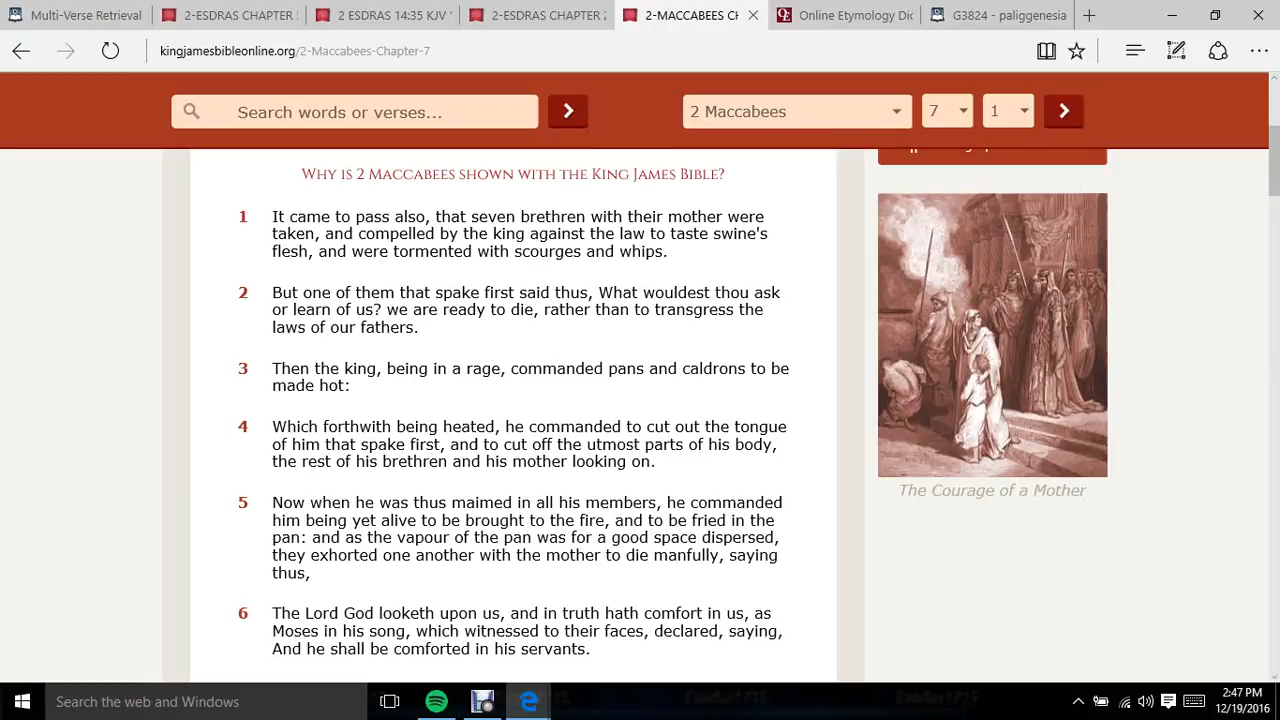 Multi-Verse Retrieval
2-ESDRAS CHAPTER
2 ESDRAS 14:35 KJV
2-ESDRAS CHAPTER 2
2-MACCABEES CH
Online Etymology Dic
G3824 - paliggenesia
kingjamesbibleonline.org/2-Maccabees-Chapter-7
Search words or verses...
2 Maccabees
7
1
Why is 2 Maccabees shown with the King James Bible?
1 It came to pass also, that seven brethren with their mother were
taken, and compelled by the king against the law to taste swine's
flesh, and were tormented with scourges and whips.
2 But one of them that spake first said thus, What wouldest thou ask
or learn of us? we are ready to die, rather than to transgress the
laws of our fathers.
3 Then the king, being in a rage, commanded pans and caldrons to be
made hot:
4 Which forthwith being heated, he commanded to cut out the tongue
of him that spake first, and to cut off the utmost parts of his body,
the rest of his brethren and his mother looking on.
5 Now when he was thus maimed in all his members, he commanded
him being yet alive to be brought to the fire, and to be fried in the
pan: and as the vapour of the pan was for a good space dispersed,
they exhorted one another with the mother to die manfully, saying
thus,
6 The Lord God looketh upon us, and in truth hath comfort in us, as
Moses in his song, which witnessed to their faces, declared, saying,
And he shall be comforted in his servants.
The Courage of a Mother
Search the web and Windows
2:47 PM
12/19/2016